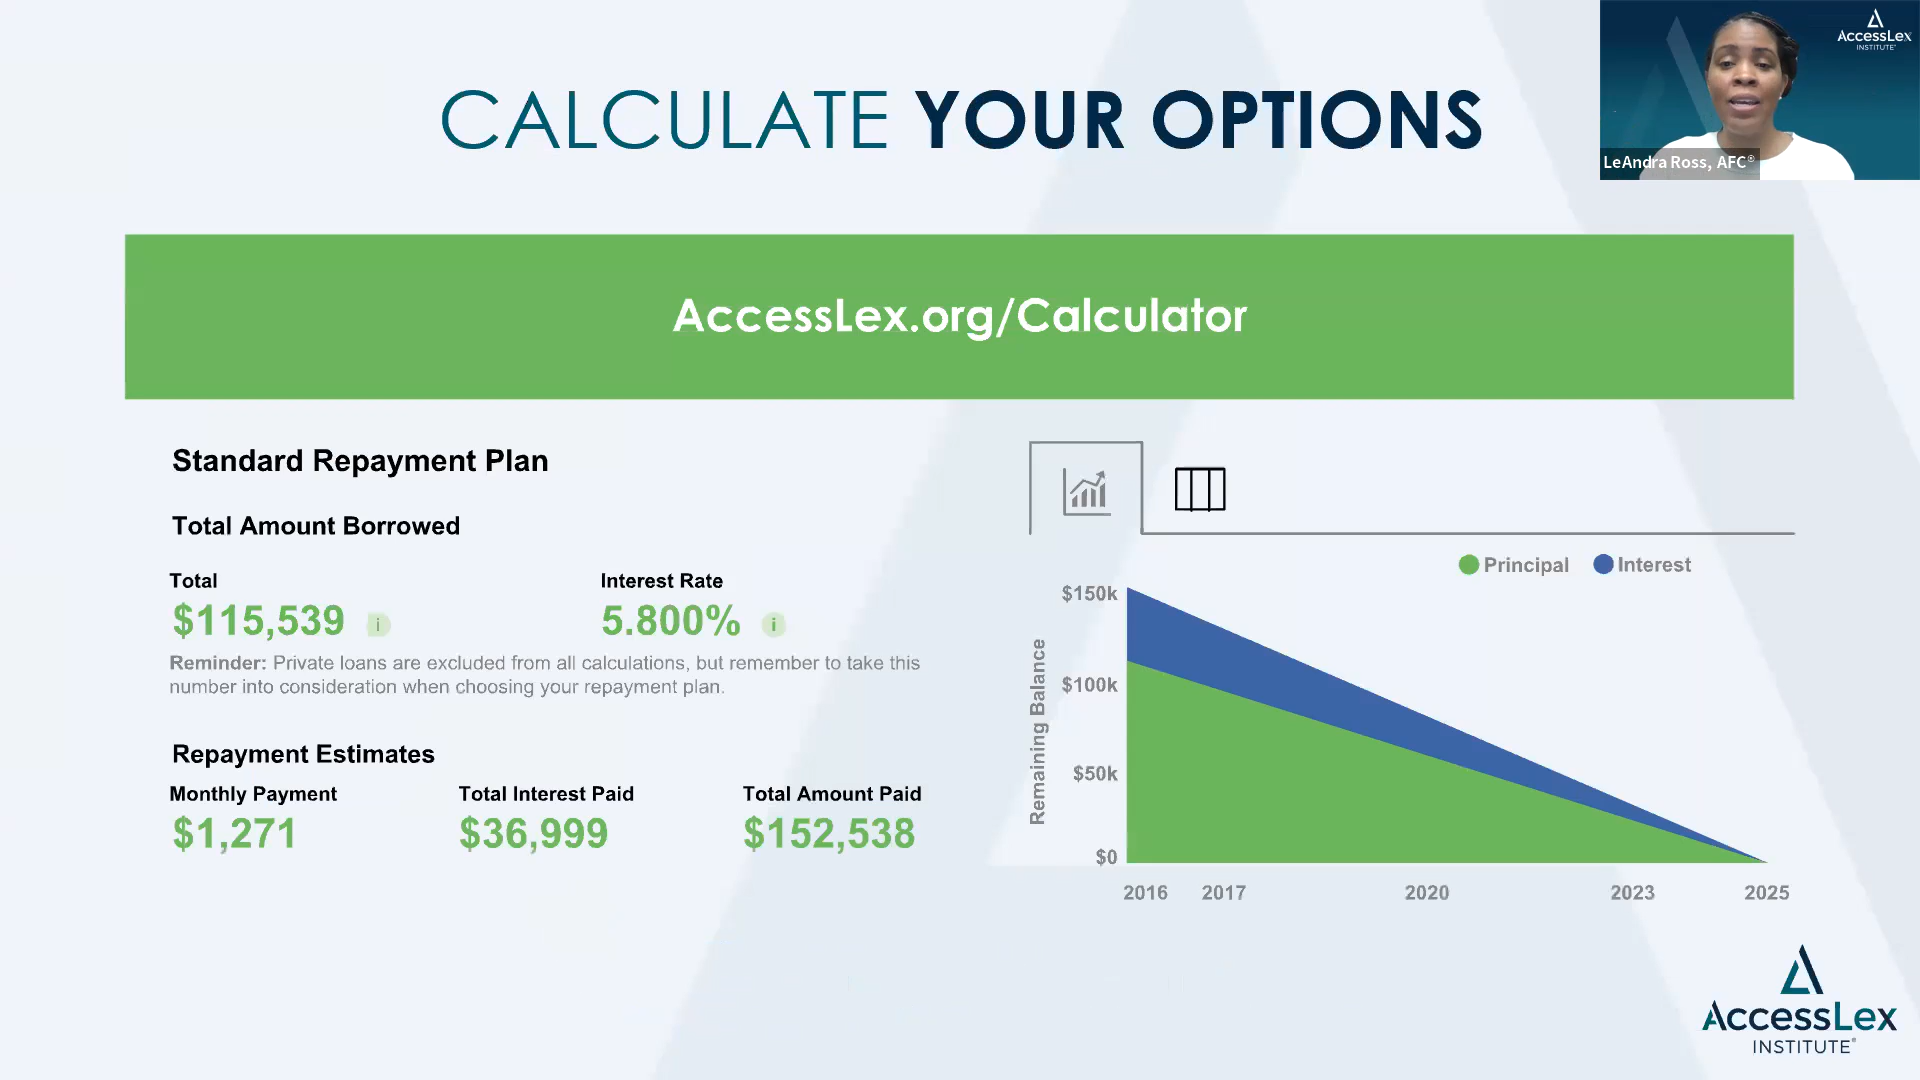 CALCULATE YOUR OPTIONS
AccessLex
INSTITUTE
LeAndra Ross, AFC®
AccessLex.org/Calculator
Standard Repayment Plan
Total Amount Borrowed
Total
Interest Rate
$115,539 i
5.800% i
Reminder: Private loans are excluded from all calculations, but remember to take this
number into consideration when choosing your repayment plan.
Repayment Estimates
Monthly Payment
Total Interest Paid
Total Amount Paid
$1,271
$36,999
$152,538
Principal
Interest
Remaining Balance
$150k
$100k
$50k
$0
2016
2017
2020
2023
2025
AccessLex
INSTITUTE®